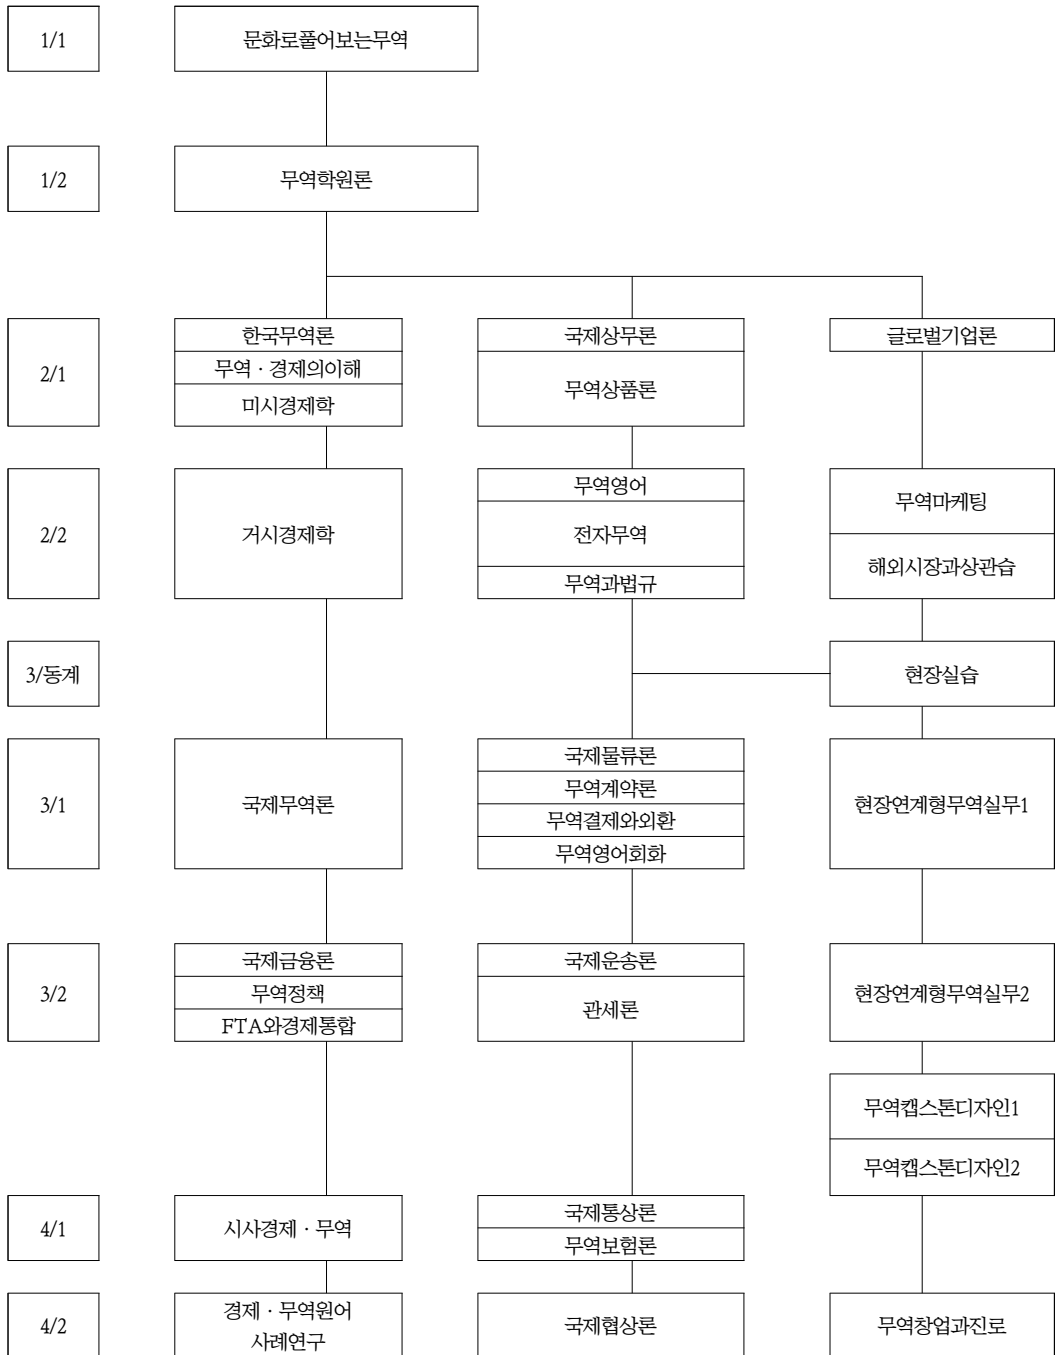 1/1
문화로풀어보는무역
1/2
무역학원론
2/1
한국무역론
무역 · 경제의이해
미시경제학
국제상무론
무역상품론
글로벌기업론
2/2
거시경제학
무역영어
전자무역
무역과법규
무역마케팅
해외시장과상관습
3/동계
현장실습
3/1
국제무역론
국제물류론
무역계약론
무역결제와외환
무역영어회화
현장연계형무역실무1
3/2
국제금융론
무역정책
FTA와경제통합
국제운송론
관세론
현장연계형무역실무2
무역캡스톤디자인1
무역캡스톤디자인2
4/1
시사경제 · 무역
국제통상론
무역보험론
4/2
경제 · 무역원어
사례연구
국제협상론
무역창업과진로